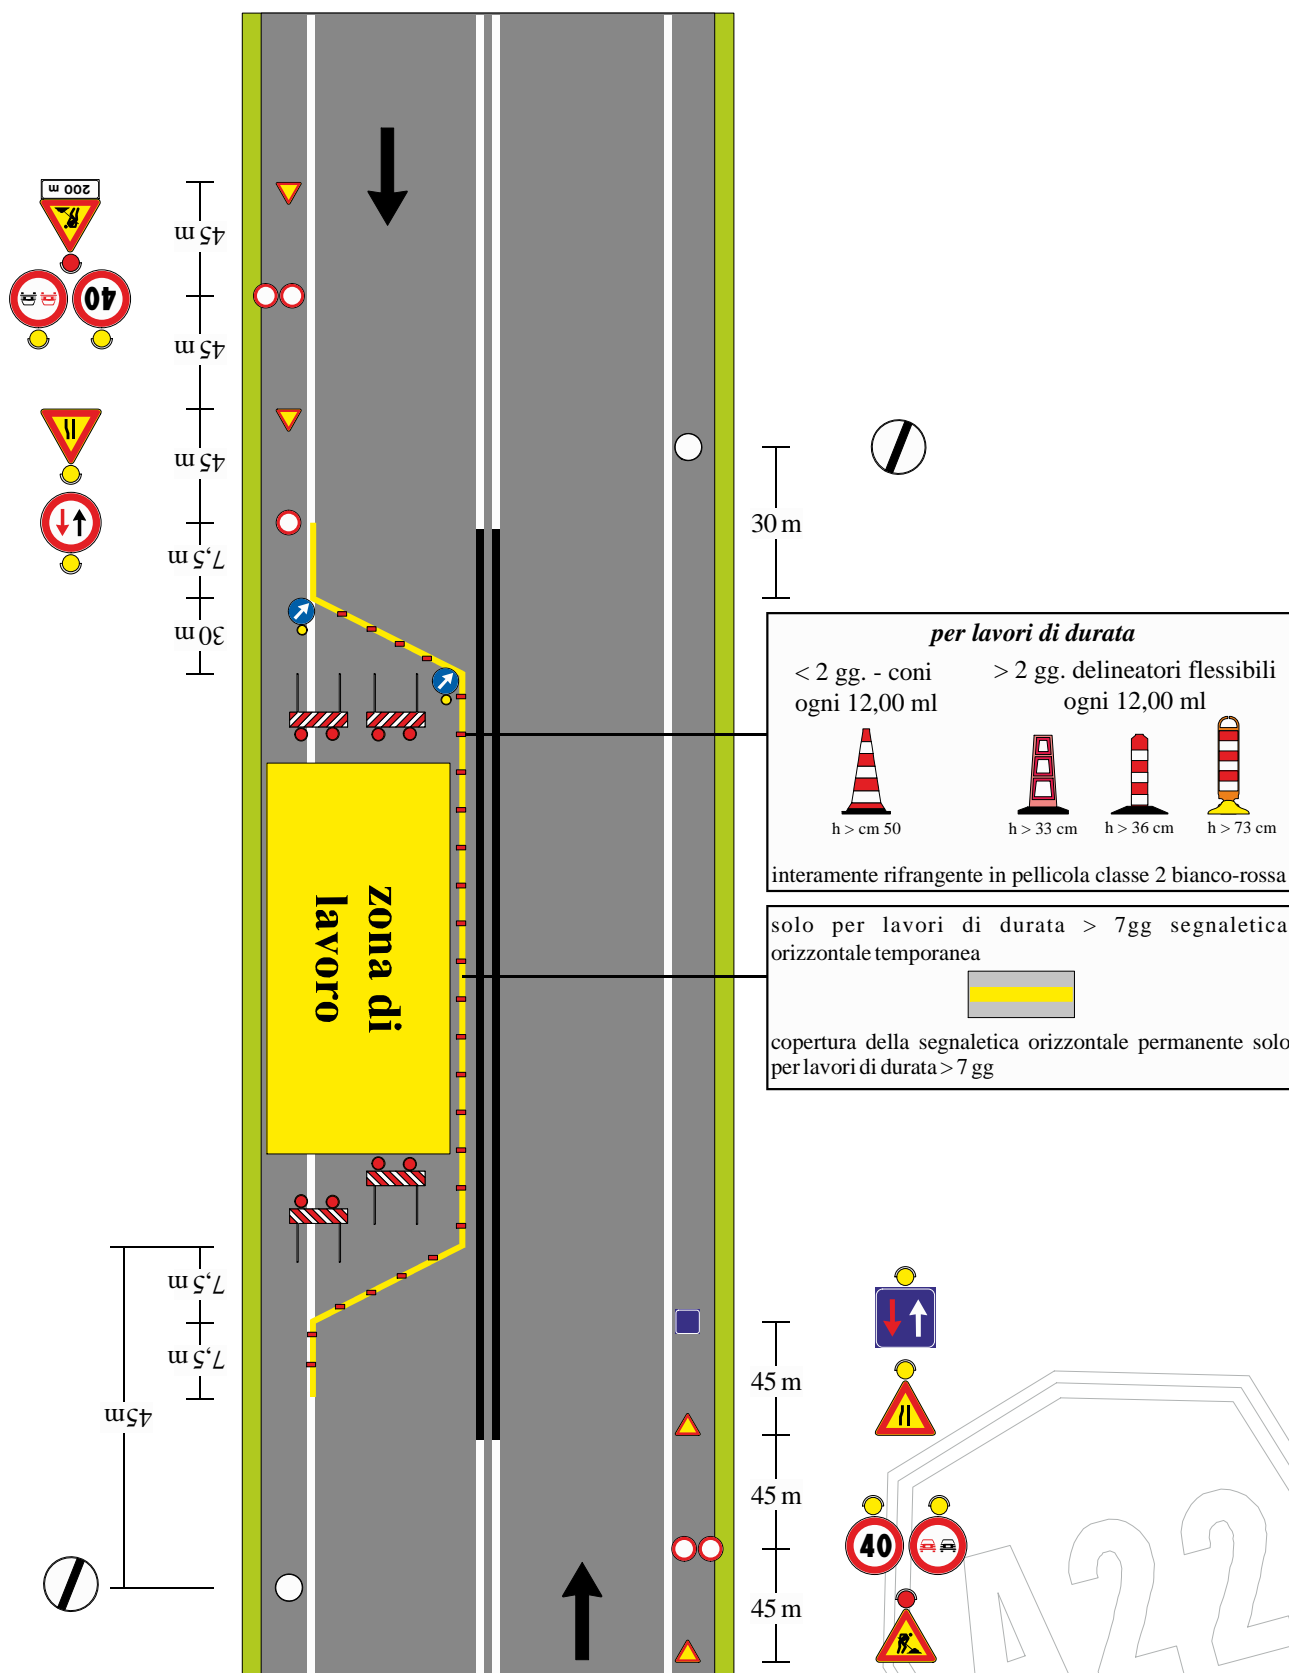 200 m
45 m
40
45 m
45 m
7,5 m
30 m
30 m
per lavori di durata
< 2 gg. - coni
ogni 12,00 ml
> 2 gg. delineatori flessibili
ogni 12,00 ml
h > cm 50
h > 33 cm
h > 36 cm
h > 73 cm
interamente rifrangente in pellicola classe 2 bianco-rossa
solo per lavori di durata > 7gg segnaletica
orizzontale temporanea
copertura della segnaletica orizzontale permanente solo
per lavori di durata > 7 gg
zona di
lavoro
7,5 m
7,5 m
45m
45 m
45 m
40
45 m
A22